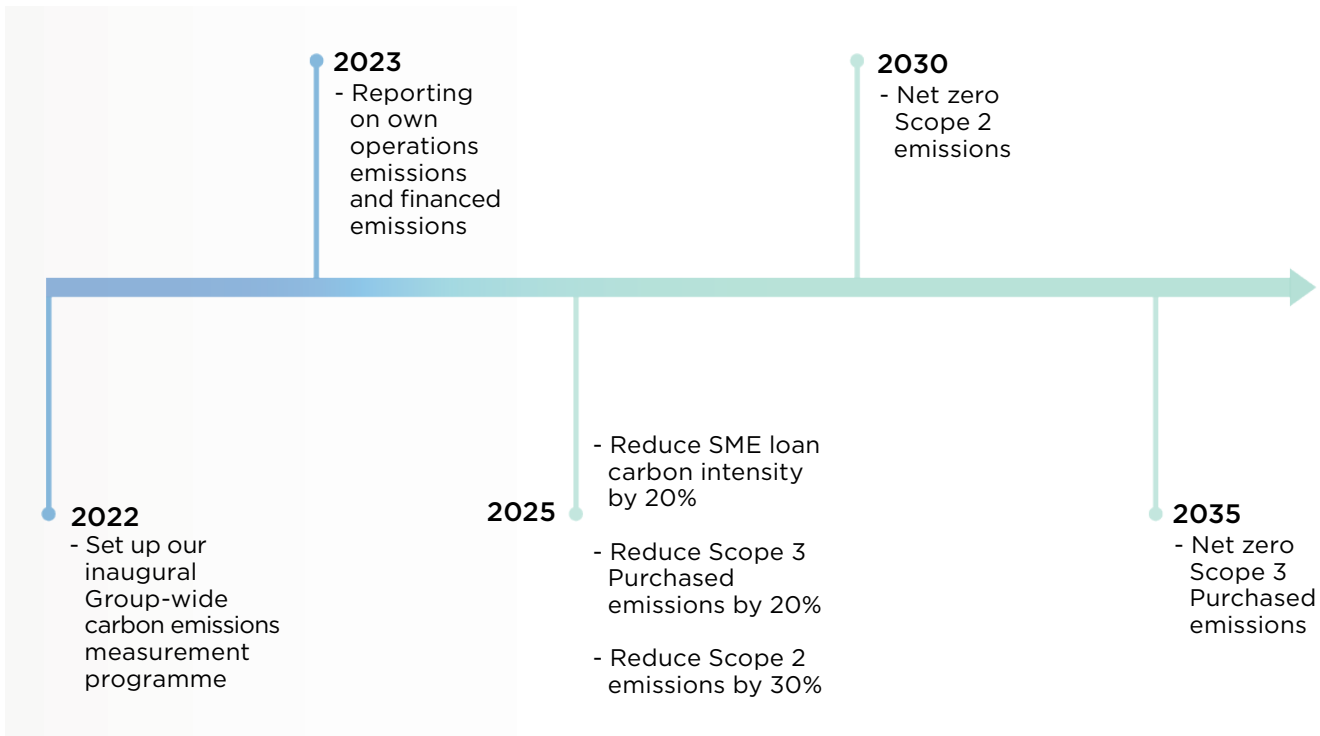 2023
- Reporting
on own
operations
emissions
and financed
emissions
2030
- Net zero
Scope 2
emissions
2022
- Set up our
inaugural
Group-wide
carbon emissions
measurement
programme
2025
- Reduce SME loan
carbon intensity
by 20%
- Reduce Scope 3
Purchased
emissions by 20%
- Reduce Scope 2
emissions by 30%
2035
- Net zero
Scope 3
Purchased
emissions